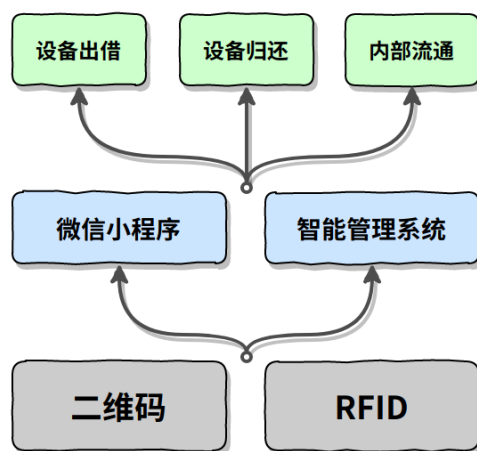 设备出借
设备归还
内部流通
微信小程序
智能管理系统
二维码
RFID